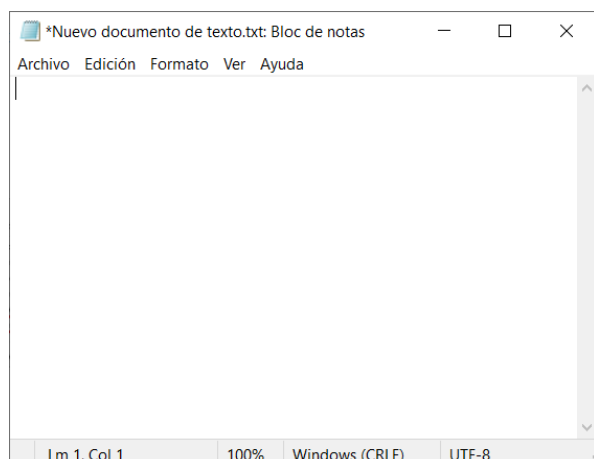 *Nuevo documento de texto.txt: Bloc de notas
Archivo Edición Formato Ver Ayuda
Lm 1, Col 1 100% Windows (CRLF) UTF-8